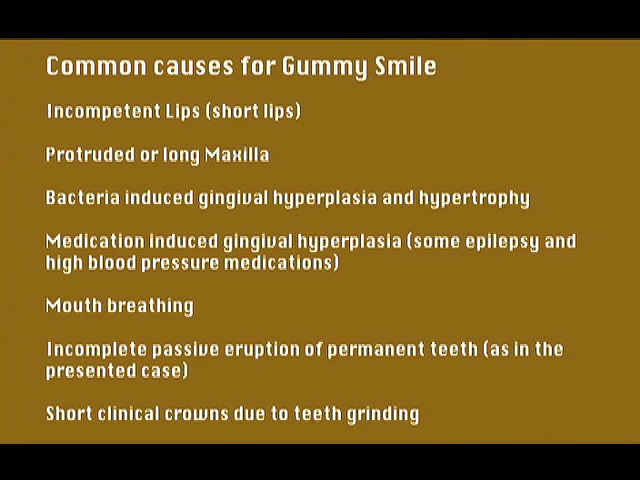 Common causes for Gummy Smile
Incompetent Lips (short lips)
Protruded or long Maxilla
Bacteria induced gingival hyperplasia and hypertrophy
Medication induced gingival hyperplasia (some epilepsy and
high blood pressure medications)
Mouth breathing
Incomplete passive eruption of permanent teeth (as in the
presented case)
Short clinical crowns due to teeth grinding